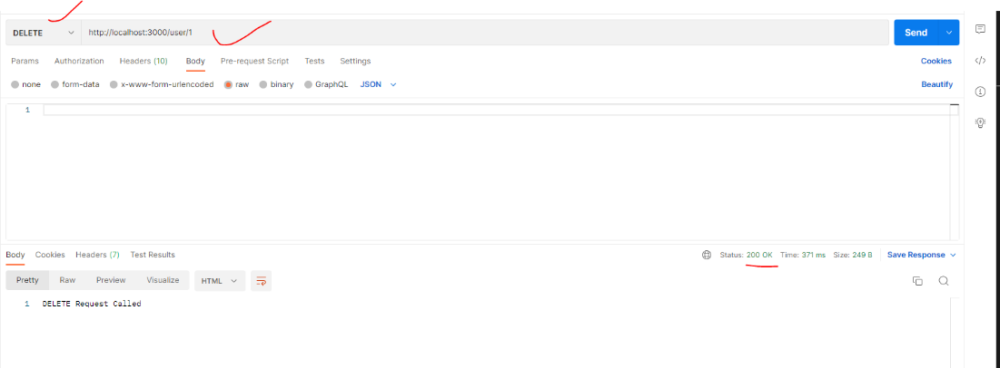 DELETE http://localhost:3000/user/1 Send
Params Authorization Headers (10) Body Pre-request Script Tests Settings Cookies
none form-data x-www-form-urlencoded raw binary GraphQL JSON Beautify
1
Body Cookies Headers (7) Test Results Status: 200 OK Time: 371 ms Size: 249 B Save Response
Pretty Raw Preview Visualize HTML
1 DELETE Request Called